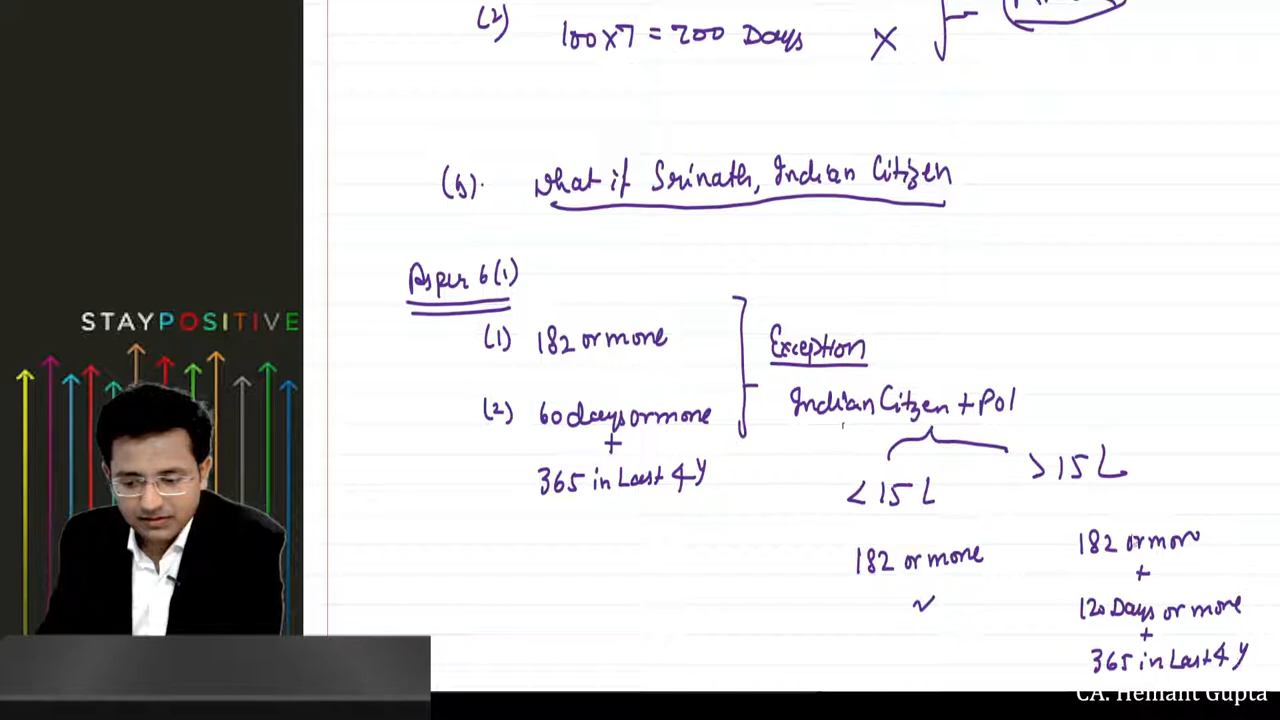 (2) 100x7 = 700 Days X
(b). What if Srinath, Indian Citizen
As per 6(1)
(1) 182 or more
(2) 60 days or more
+
365 in Last 4 Y
Exception
Indian Citzen + PoI
< 15 L
> 15 L
182 or more
182 or more
+
120 Days or more
+
365 in Last 4 Y
STAYPOSITIVE
CA. Hemant Gupta